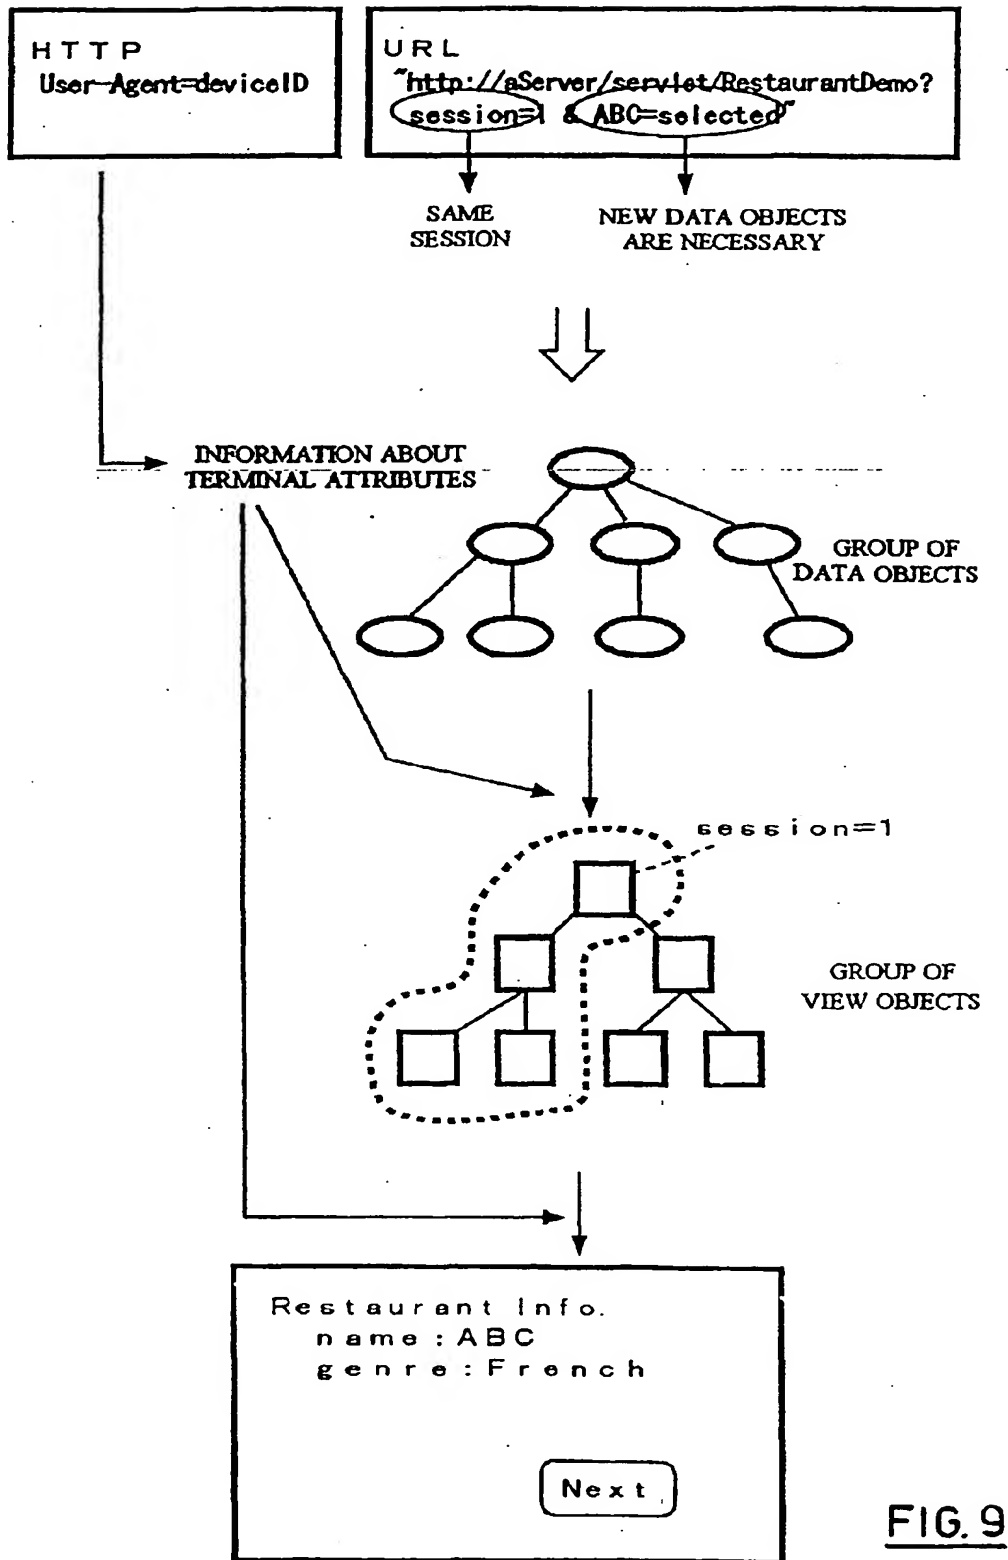 HTTP
User-Agent=deviceID
URL
"http://aServer/servlet/RestaurantDemo?
session=1 & ABC=selected"
SAME
SESSION
NEW DATA OBJECTS
ARE NECESSARY
INFORMATION ABOUT
TERMINAL ATTRIBUTES
GROUP OF
DATA OBJECTS
session=1
GROUP OF
VIEW OBJECTS
Restaurant Info.
name:ABC
genre:French
Next
FIG. 9